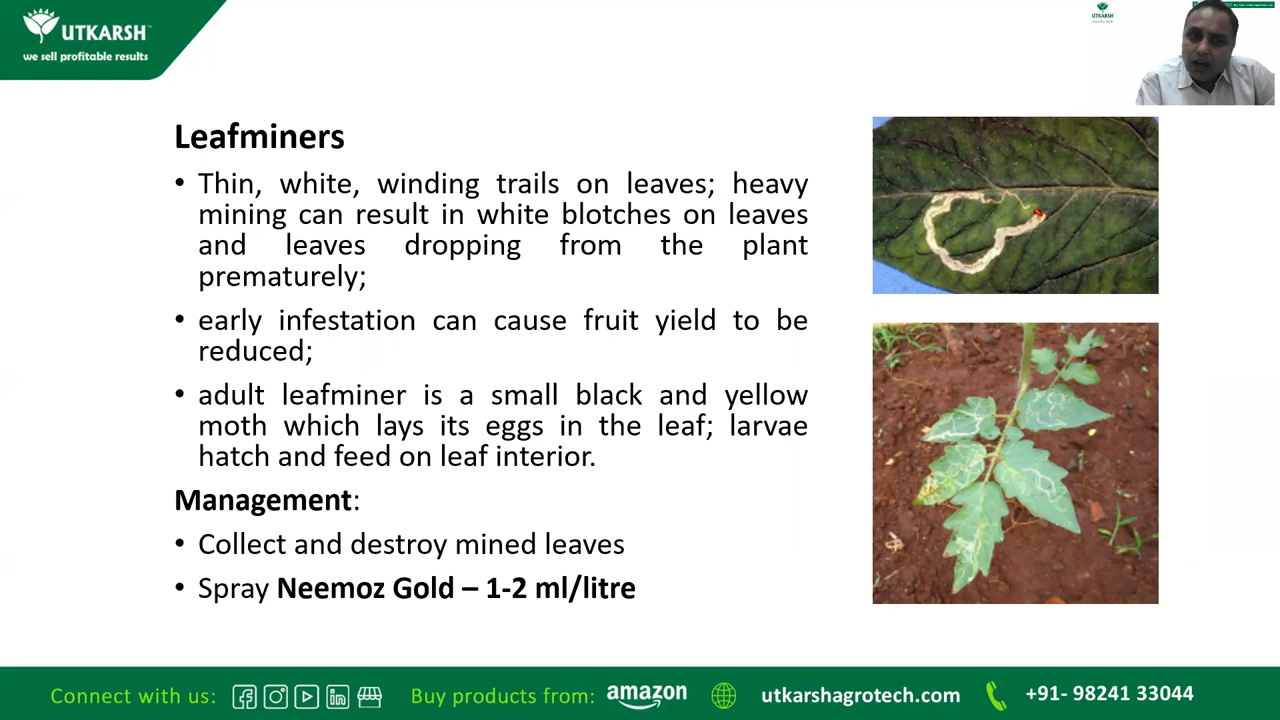 UTKARSH
we sell profitable results
UTKARSH
Leafminers
• Thin, white, winding trails on leaves; heavy
mining can result in white blotches on leaves
and leaves dropping from the plant
prematurely;
• early infestation can cause fruit yield to be
reduced;
• adult leafminer is a small black and yellow
moth which lays its eggs in the leaf; larvae
hatch and feed on leaf interior.
Management:
• Collect and destroy mined leaves
• Spray Neemoz Gold – 1-2 ml/litre
Connect with us:
Buy products from: amazon
utkarshagrotech.com
+91- 98241 33044